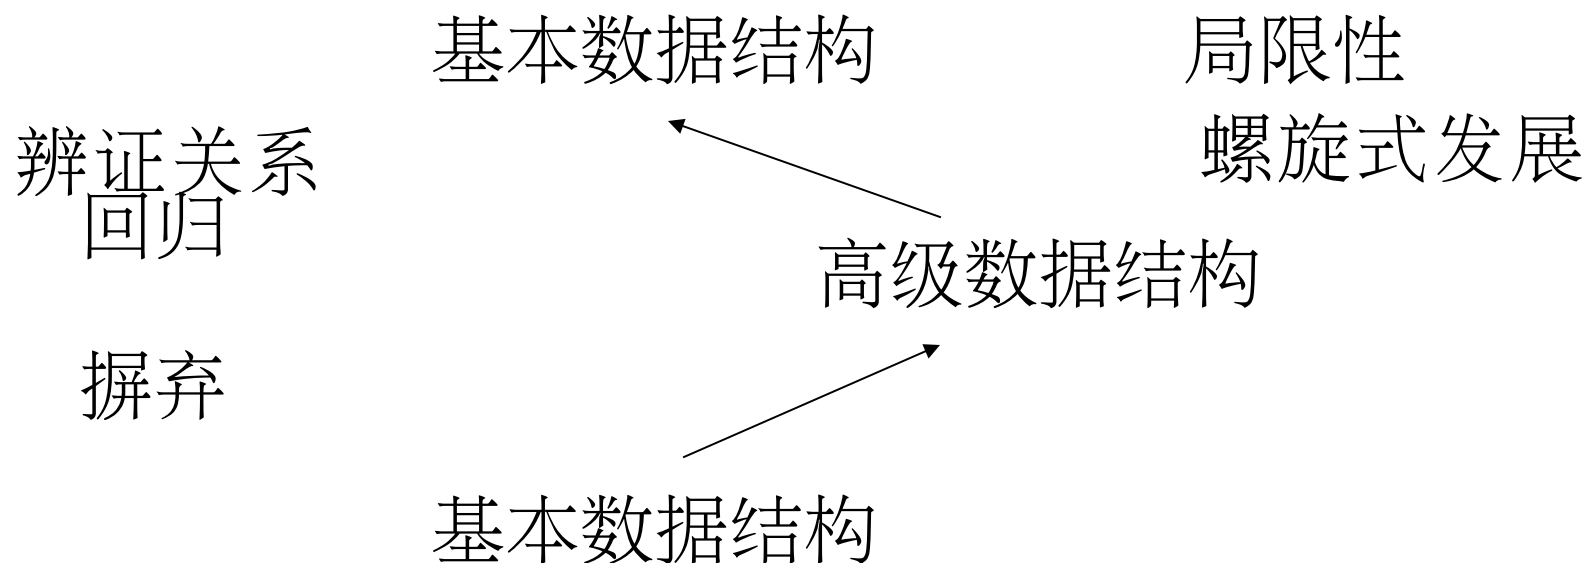 基本数据结构
局限性
辨证关系
螺旋式发展
回归
高级数据结构
摒弃
基本数据结构